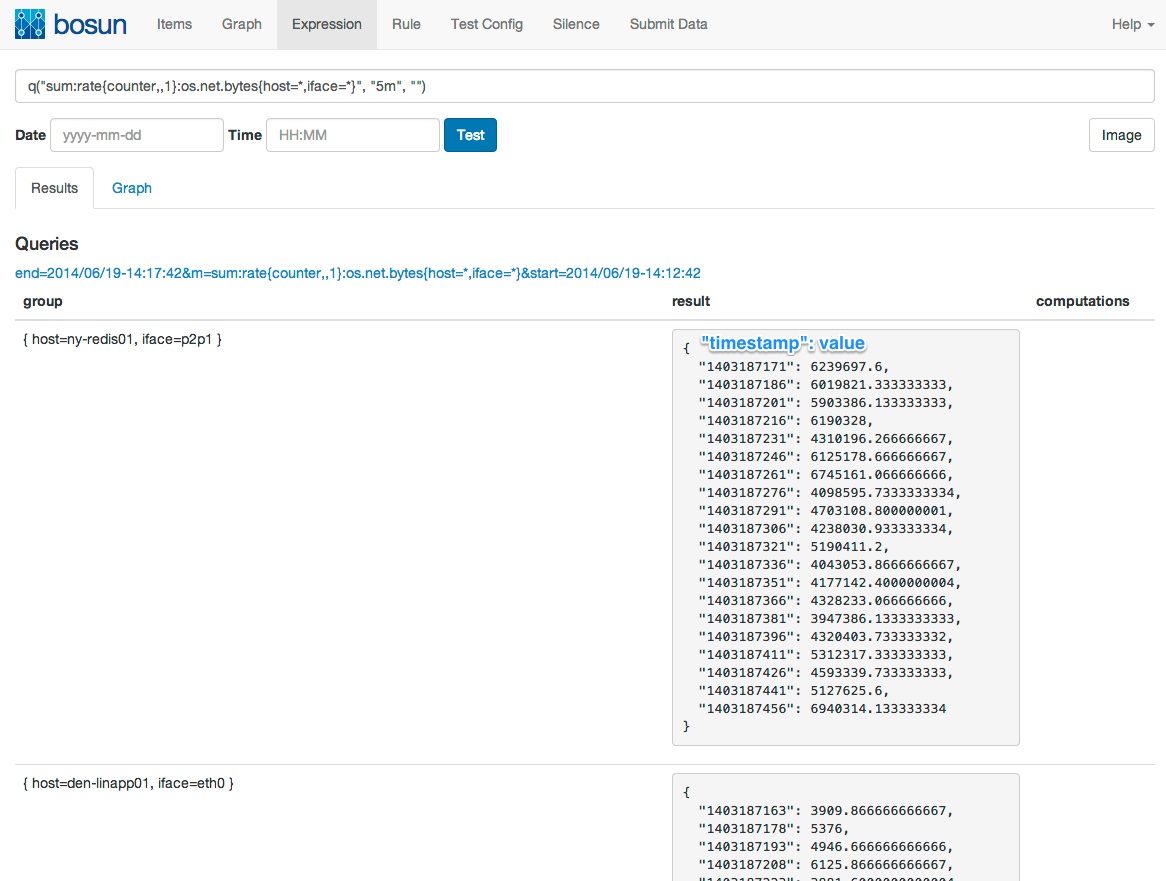 bosun Items Graph Expression Rule Test Config Silence Submit Data Help
q("sum:rate{counter,,1}:os.net.bytes{host=*,iface=*}", "5m", "")
Date yyyy-mm-dd Time HH:MM Test Image
Results Graph
Queries
end=2014/06/19-14:17:42&m=sum:rate{counter,,1}:os.net.bytes{host=*,iface=*}&start=2014/06/19-14:12:42
group result computations
{ host=ny-redis01, iface=p2p1 }
{ "timestamp": value
"1403187171": 6239697.6,
"1403187186": 6019821.333333333,
"1403187201": 5903386.133333333,
"1403187216": 6190328,
"1403187231": 4310196.266666667,
"1403187246": 6125178.666666667,
"1403187261": 6745161.066666666,
"1403187276": 4098595.7333333334,
"1403187291": 4703108.800000001,
"1403187306": 4238030.933333334,
"1403187321": 5190411.2,
"1403187336": 4043053.8666666667,
"1403187351": 4177142.4000000004,
"1403187366": 4328233.066666666,
"1403187381": 3947386.1333333333,
"1403187396": 4320403.733333332,
"1403187411": 5312317.333333333,
"1403187426": 4593339.733333333,
"1403187441": 5127625.6,
"1403187456": 6940314.133333334
}
{ host=den-linapp01, iface=eth0 }
{
"1403187163": 3909.866666666667,
"1403187178": 5376,
"1403187193": 4946.666666666666,
"1403187208": 6125.866666666667,